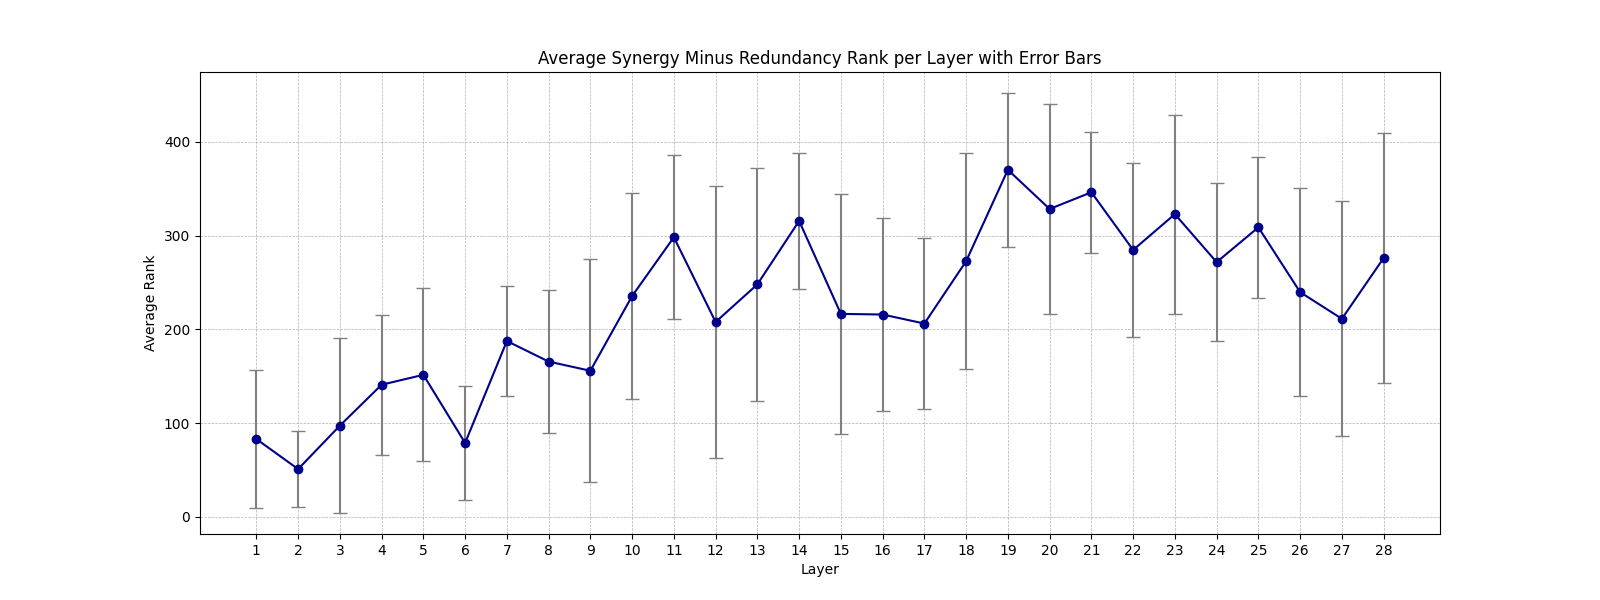 Average Synergy Minus Redundancy Rank per Layer with Error Bars
Average Rank
400
300
200
100
0
1 2 3 4 5 6 7 8 9 10 11 12 13 14 15 16 17 18 19 20 21 22 23 24 25 26 27 28
Layer